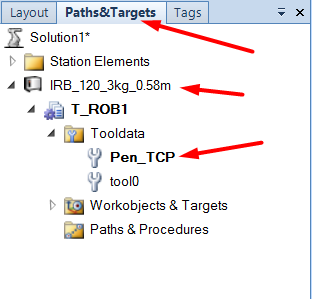 Layout Paths&Targets Tags
Solution1*
Station Elements
IRB_120_3kg_0.58m
T_ROB1
Tooldata
Pen_TCP
tool0
Workobjects & Targets
Paths & Procedures